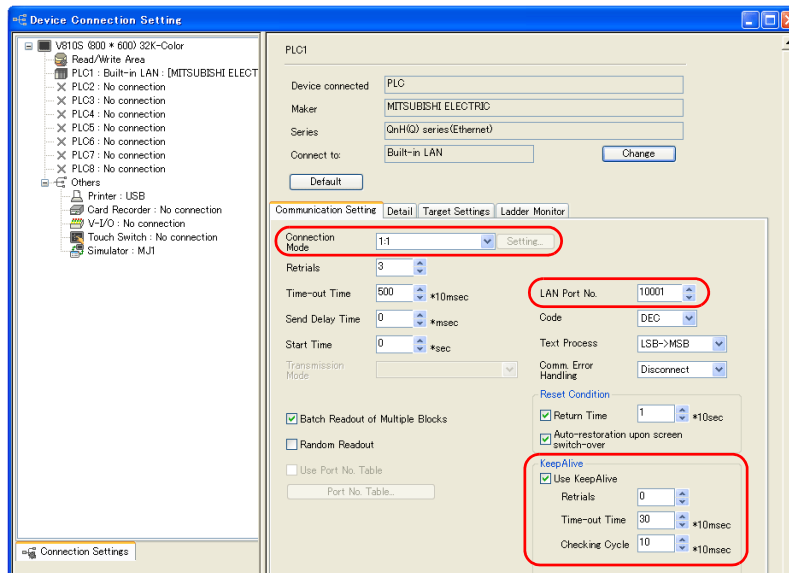 Device Connection Setting
V810S (800 * 600) 32K-Color
Read/Write Area
PLC1 : Built-in LAN : [MITSUBISHI ELECT
PLC2 : No connection
PLC3 : No connection
PLC4 : No connection
PLC5 : No connection
PLC6 : No connection
PLC7 : No connection
PLC8 : No connection
Others
Printer : USB
Card Recorder : No connection
V-I/O : No connection
Touch Switch : No connection
Simulator : MJ1
Connection Settings
PLC1
Device connected PLC
Maker MITSUBISHI ELECTRIC
Series QnH(Q) series(Ethernet)
Connect to: Built-in LAN Change
Default
Communication Setting Detail Target Settings Ladder Monitor
Connection
Mode 1:1 Setting...
Retrials 3
Time-out Time 500 *10msec
Send Delay Time 0 *msec
Start Time 0 *sec
Transmission
Mode
Batch Readout of Multiple Blocks
Random Readout
Use Port No. Table
Port No. Table...
LAN Port No. 10001
Code DEC
Text Process LSB->MSB
Comm. Error
Handling Disconnect
Reset Condition
Return Time 1 *10sec
Auto-restoration upon screen
switch-over
KeepAlive
Use KeepAlive
Retrials 0
Time-out Time 30 *10msec
Checking Cycle 10 *10msec